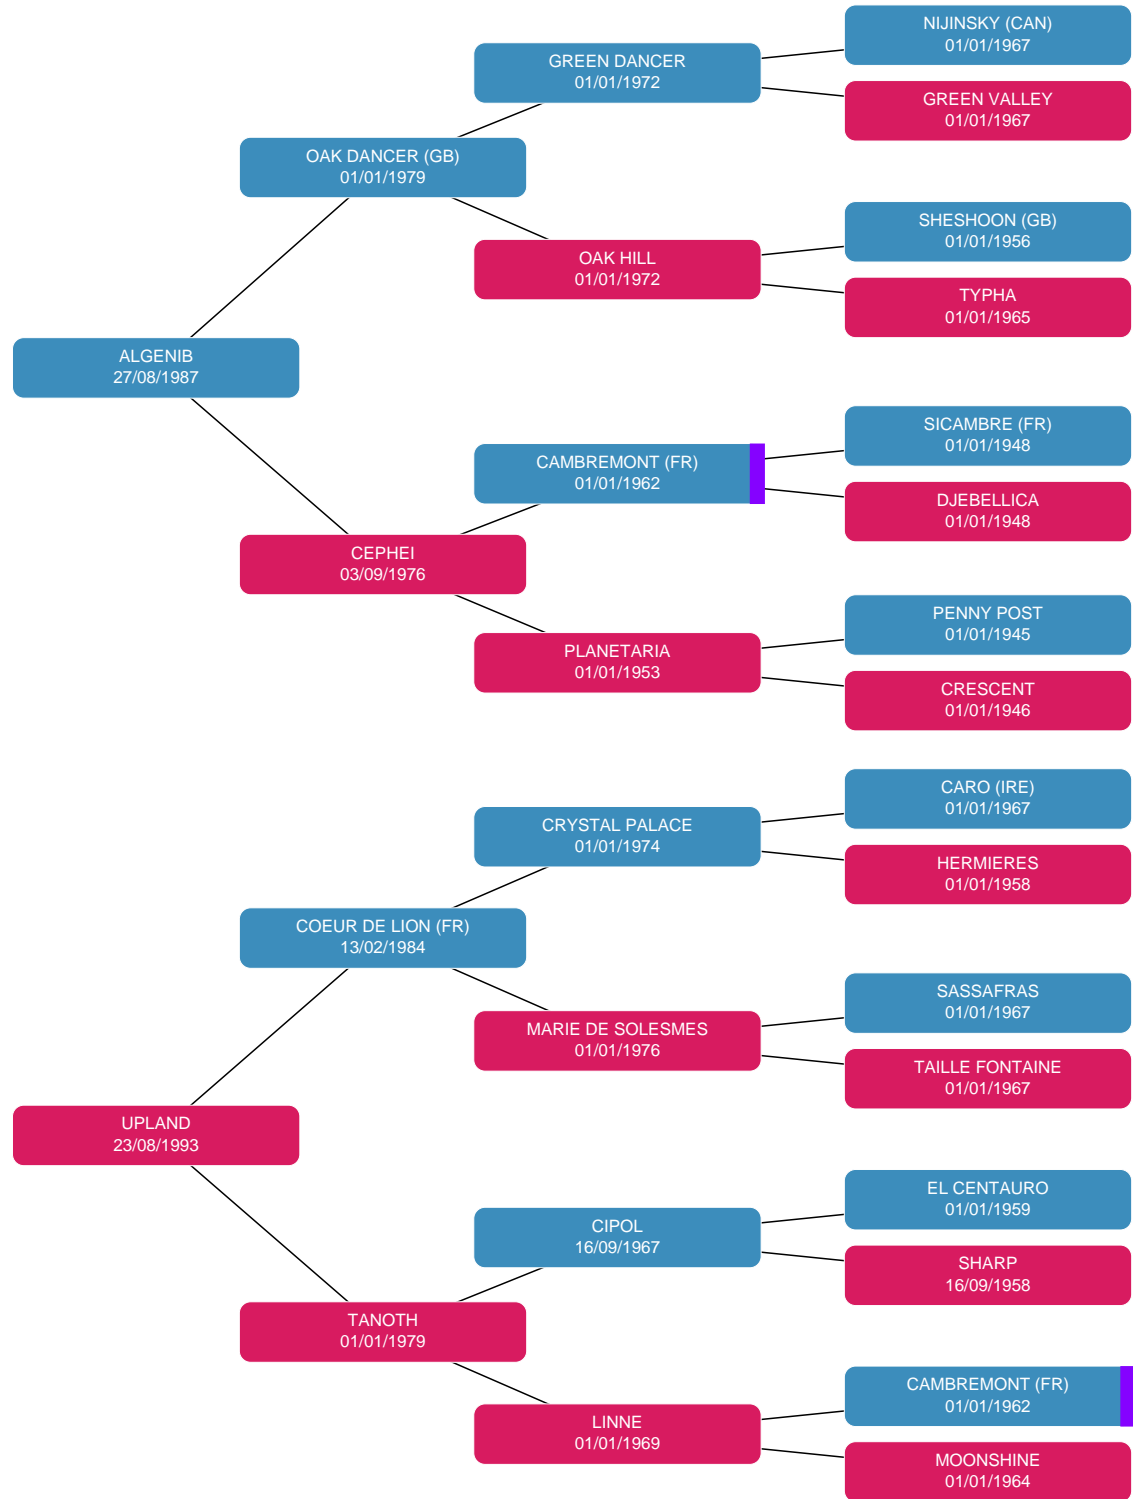 NIJINSKY (CAN)
01/01/1967
GREEN DANCER
01/01/1972
GREEN VALLEY
01/01/1967
OAK DANCER (GB)
01/01/1979
SHESHOON (GB)
01/01/1956
OAK HILL
01/01/1972
TYPHA
01/01/1965
ALGENIB
27/08/1987
SICAMBRE (FR)
01/01/1948
CAMBREMONT (FR)
01/01/1962
DJEBELLICA
01/01/1948
CEPHEI
03/09/1976
PENNY POST
01/01/1945
PLANETARIA
01/01/1953
CRESCENT
01/01/1946
CARO (IRE)
01/01/1967
CRYSTAL PALACE
01/01/1974
HERMIERES
01/01/1958
COEUR DE LION (FR)
13/02/1984
SASSAFRAS
01/01/1967
MARIE DE SOLESMES
01/01/1976
TAILLE FONTAINE
01/01/1967
UPLAND
23/08/1993
EL CENTAURO
01/01/1959
CIPOL
16/09/1967
SHARP
16/09/1958
TANOTH
01/01/1979
CAMBREMONT (FR)
01/01/1962
LINNE
01/01/1969
MOONSHINE
01/01/1964